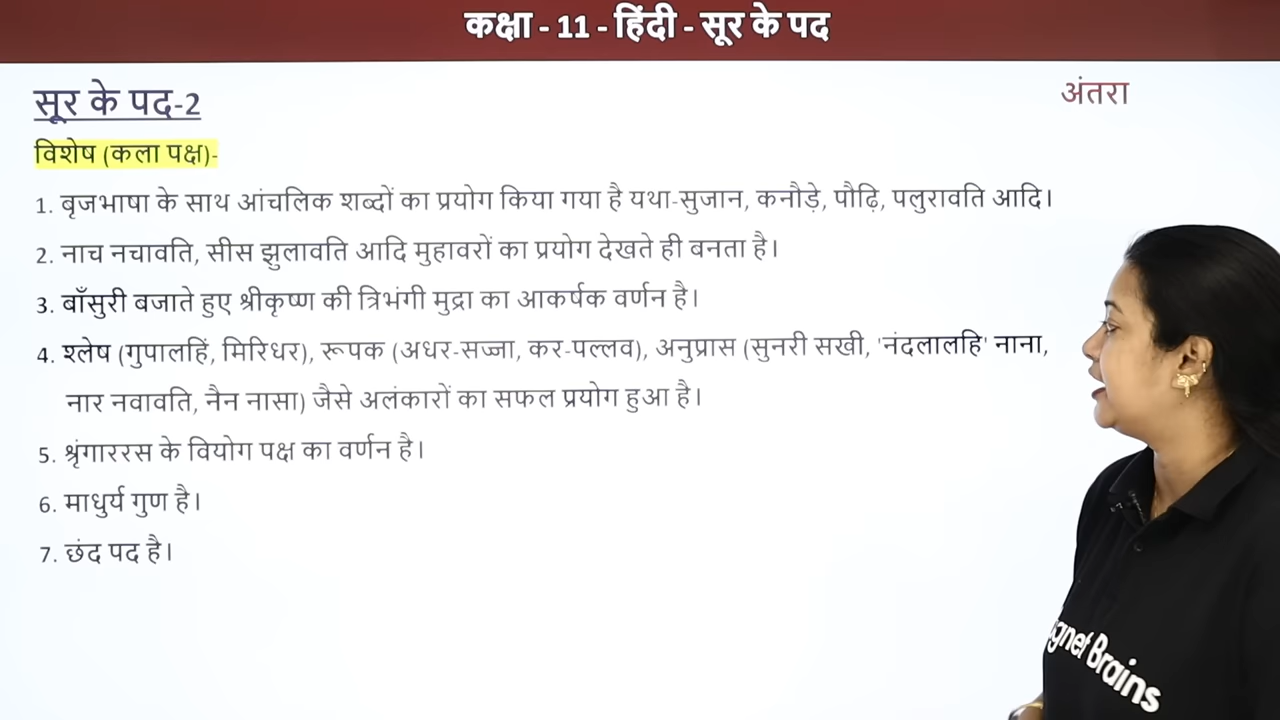 कक्षा - 11 - हिंदी - सूर के पद
सूर के पद-2
अंतरा
विशेष (कला पक्ष)-
1. बृजभाषा के साथ आंचलिक शब्दों का प्रयोग किया गया है यथा-सुजान, कनौड़े, पौढ़ि, पलुरावति आदि।
2. नाच नचावति, सीस झुलावति आदि मुहावरों का प्रयोग देखते ही बनता है।
3. बाँसुरी बजाते हुए श्रीकृष्ण की त्रिभंगी मुद्रा का आकर्षक वर्णन है।
4. श्लेष (गुपालहिं, मिरिधर), रूपक (अधर-सज्जा, कर-पल्लव), अनुप्रास (सुनरी सखी, 'नंदलालहि' नाना,
नार नवावति, नैन नासा) जैसे अलंकारों का सफल प्रयोग हुआ है।
5. श्रृंगाररस के वियोग पक्ष का वर्णन है।
6. माधुर्य गुण है।
7. छंद पद है।
gnet Brains